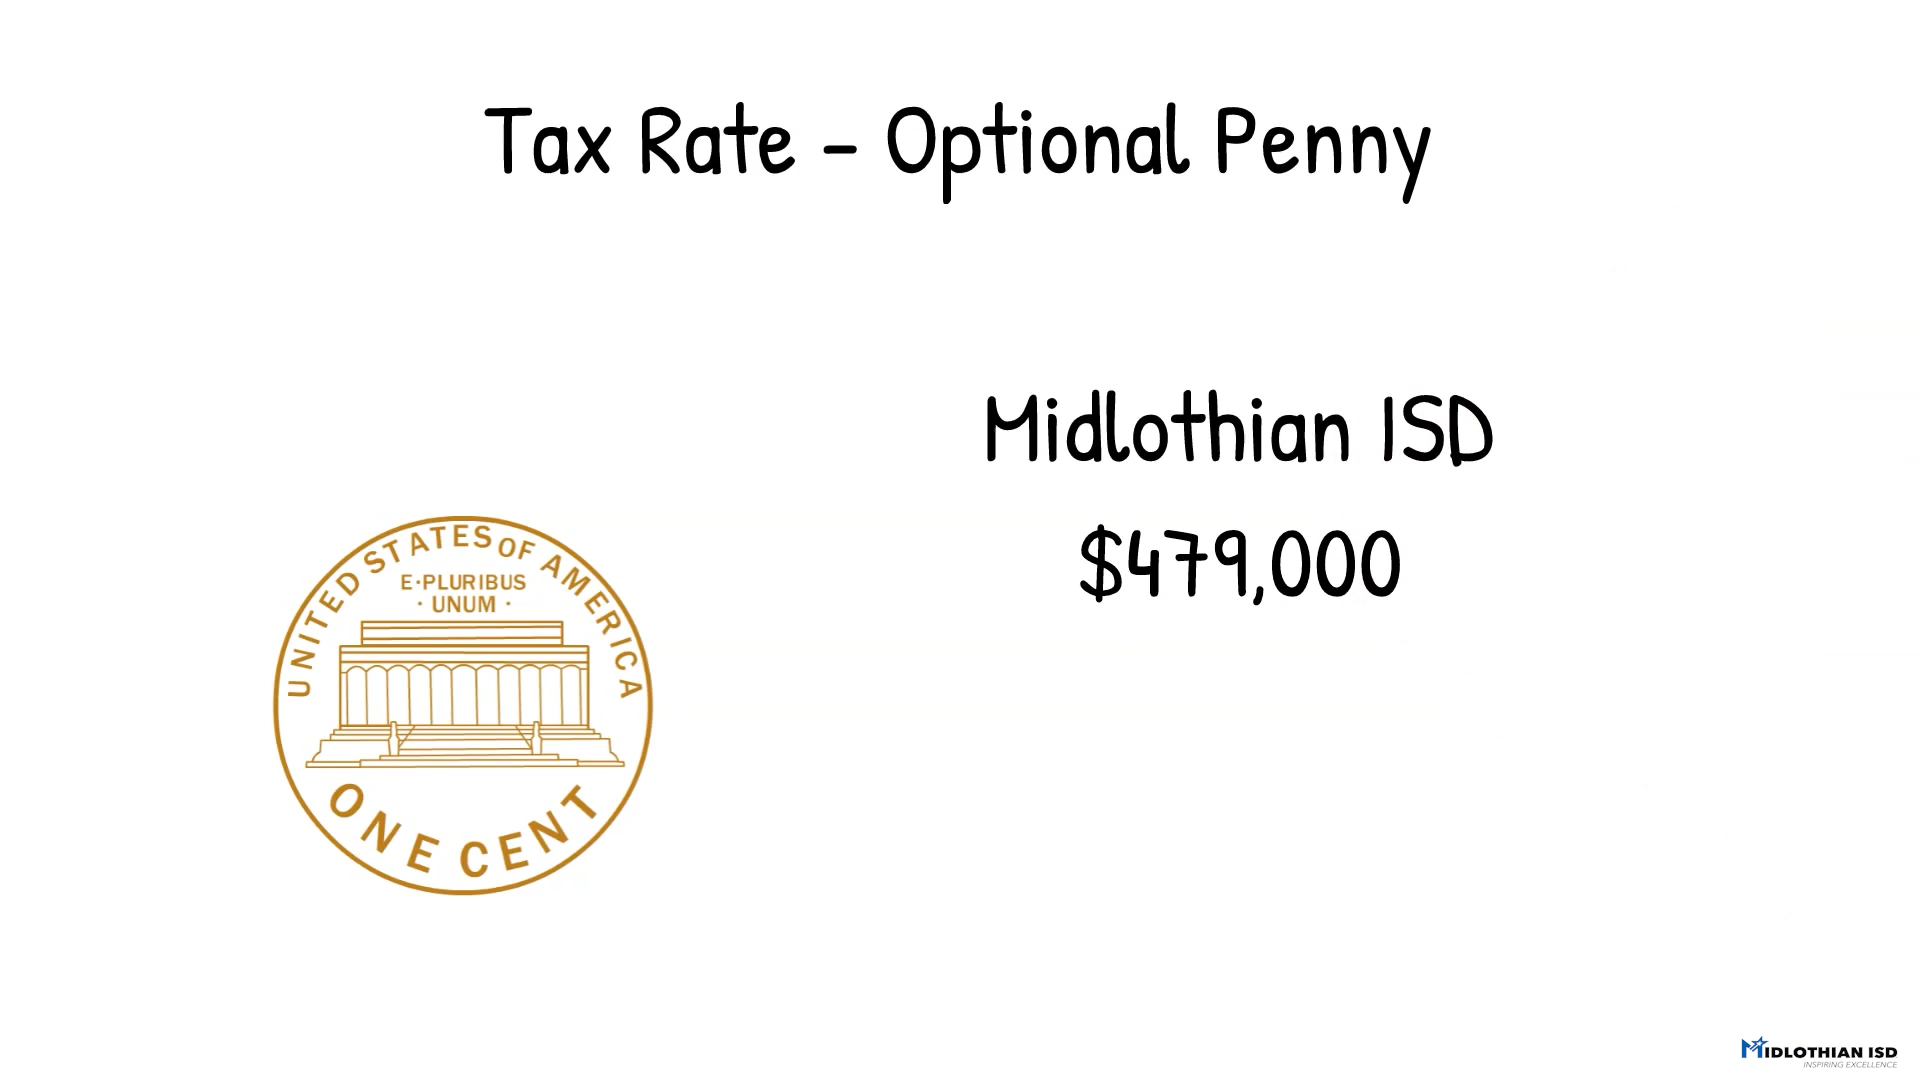 Tax Rate - Optional Penny
Midlothian ISD
$479,000
UNITED STATES OF AMERICA
E·PLURIBUS
· UNUM ·
ONE CENT
MIDLOTHIAN ISD
INSPIRING EXCELLENCE